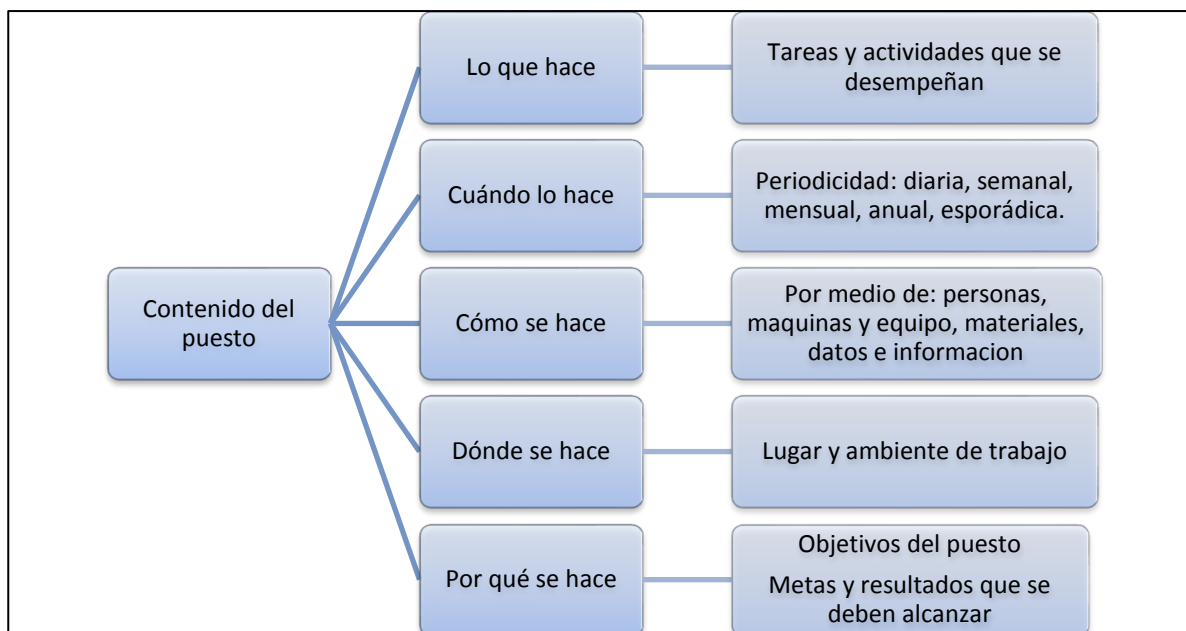 Lo que hace
Tareas y actividades que se
desempeñan
Cuándo lo hace
Periodicidad: diaria, semanal,
mensual, anual, esporádica.
Contenido del
puesto
Cómo se hace
Por medio de: personas,
maquinas y equipo, materiales,
datos e informacion
Dónde se hace
Lugar y ambiente de trabajo
Por qué se hace
Objetivos del puesto
Metas y resultados que se
deben alcanzar